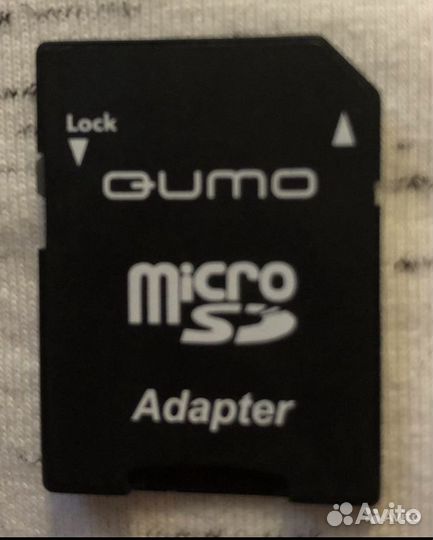 Lock
QUMO
micro
SD
Adapter
Avito